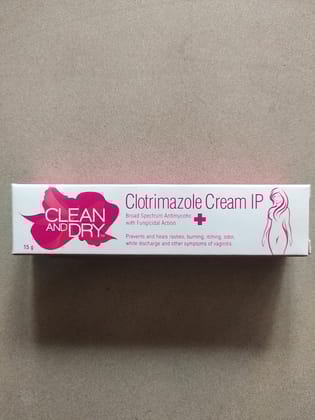 CLEAN
AND DRY
15 g
Clotrimazole Cream IP
Broad Spectrum Antimycotic
with Fungicidal Action
Prevents and heals rashes, burning, itching, odor,
white discharge and other symptoms of vaginitis.